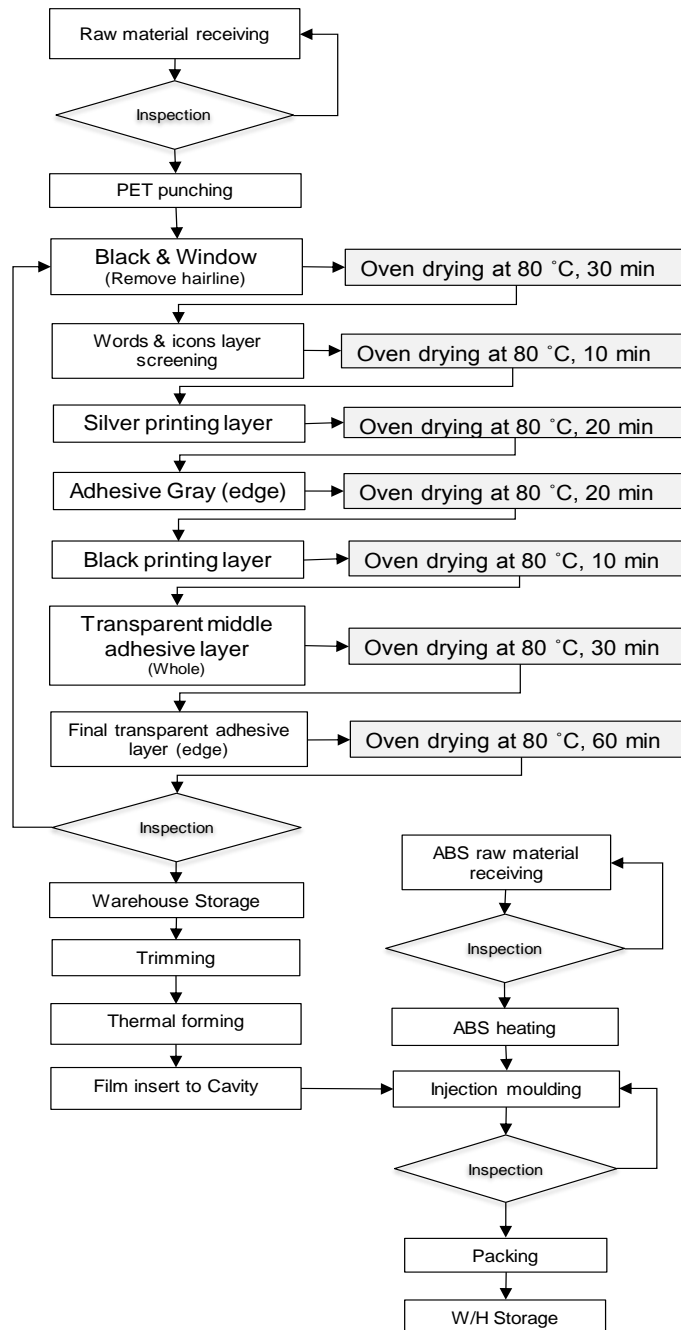 Raw material receiving
Inspection
PET punching
Black & Window
(Remove hairline)
Oven drying at 80 ˚C, 30 min
Words & icons layer
screening
Oven drying at 80 ˚C, 10 min
Silver printing layer
Oven drying at 80 ˚C, 20 min
Adhesive Gray (edge)
Oven drying at 80 ˚C, 20 min
Black printing layer
Oven drying at 80 ˚C, 10 min
Transparent middle
adhesive layer
(Whole)
Oven drying at 80 ˚C, 30 min
Final transparent adhesive
layer (edge)
Oven drying at 80 ˚C, 60 min
Inspection
Warehouse Storage
Trimming
Thermal forming
Film insert to Cavity
ABS raw material
receiving
Inspection
ABS heating
Injection moulding
Inspection
Packing
W/H Storage